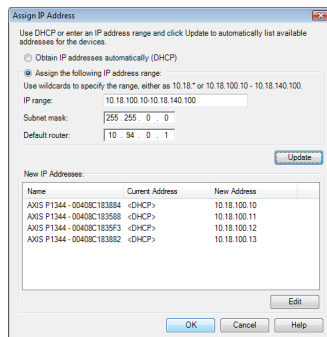 Assign IP Address
Use DHCP or enter an IP address range and click Update to automatically list available
addresses for the devices.
Obtain IP addresses automatically (DHCP)
Assign the following IP address range:
Use wildcards to specify the range, either as 10.18.* or 10.18.100.10 - 10.18.140.100.
IP range: 10.18.100.10-10.18.140.100
Subnet mask: 255 . 255 . 0 . 0
Default router: 10 . 94 . 0 . 1
Update
New IP Addresses:
Name Current Address New Address
AXIS P1344 - 00408C183884 <DHCP> 10.18.100.10
AXIS P1344 - 00408C183588 <DHCP> 10.18.100.11
AXIS P1344 - 00408C1835F3 <DHCP> 10.18.100.12
AXIS P1344 - 00408C183882 <DHCP> 10.18.100.13
Edit
OK Cancel Help